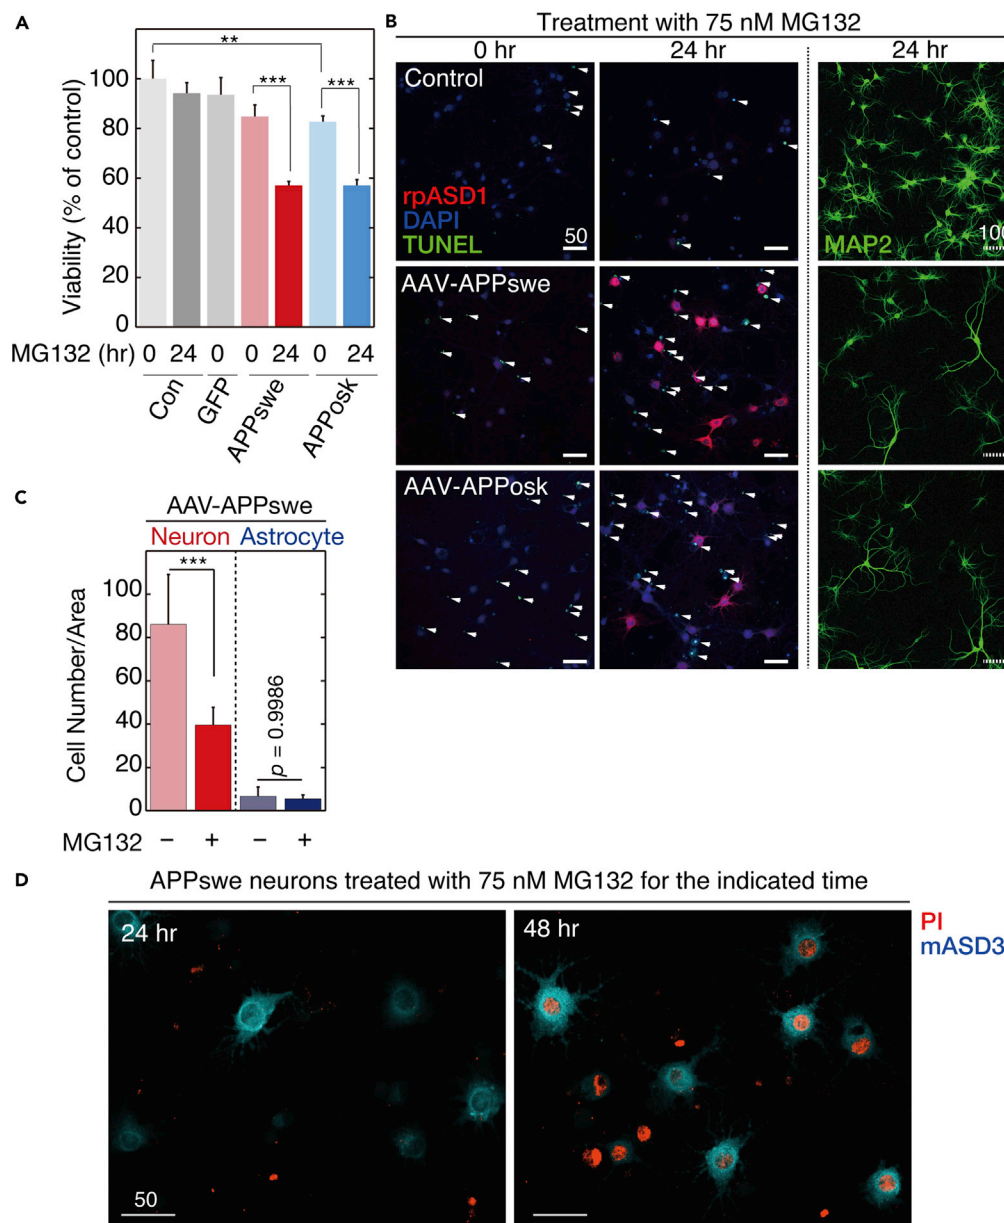 A
**
***
***
Viability (% of control)
100
80
60
40
20
0
MG132 (hr) 0 24 0 0 24 0 24
Con GFP APPswe APPosk
B
Treatment with 75 nM MG132
0 hr 24 hr 24 hr
Control
rpASD1
DAPI
TUNEL
50
MAP2
100
AAV-APPswe
AAV-APPosk
C
AAV-APPswe
Neuron Astrocyte
***
p = 0.9986
Cell Number/Area
100
80
60
40
20
0
MG132 − + − +
D
APPswe neurons treated with 75 nM MG132 for the indicated time
24 hr
48 hr
PI
mASD3
50